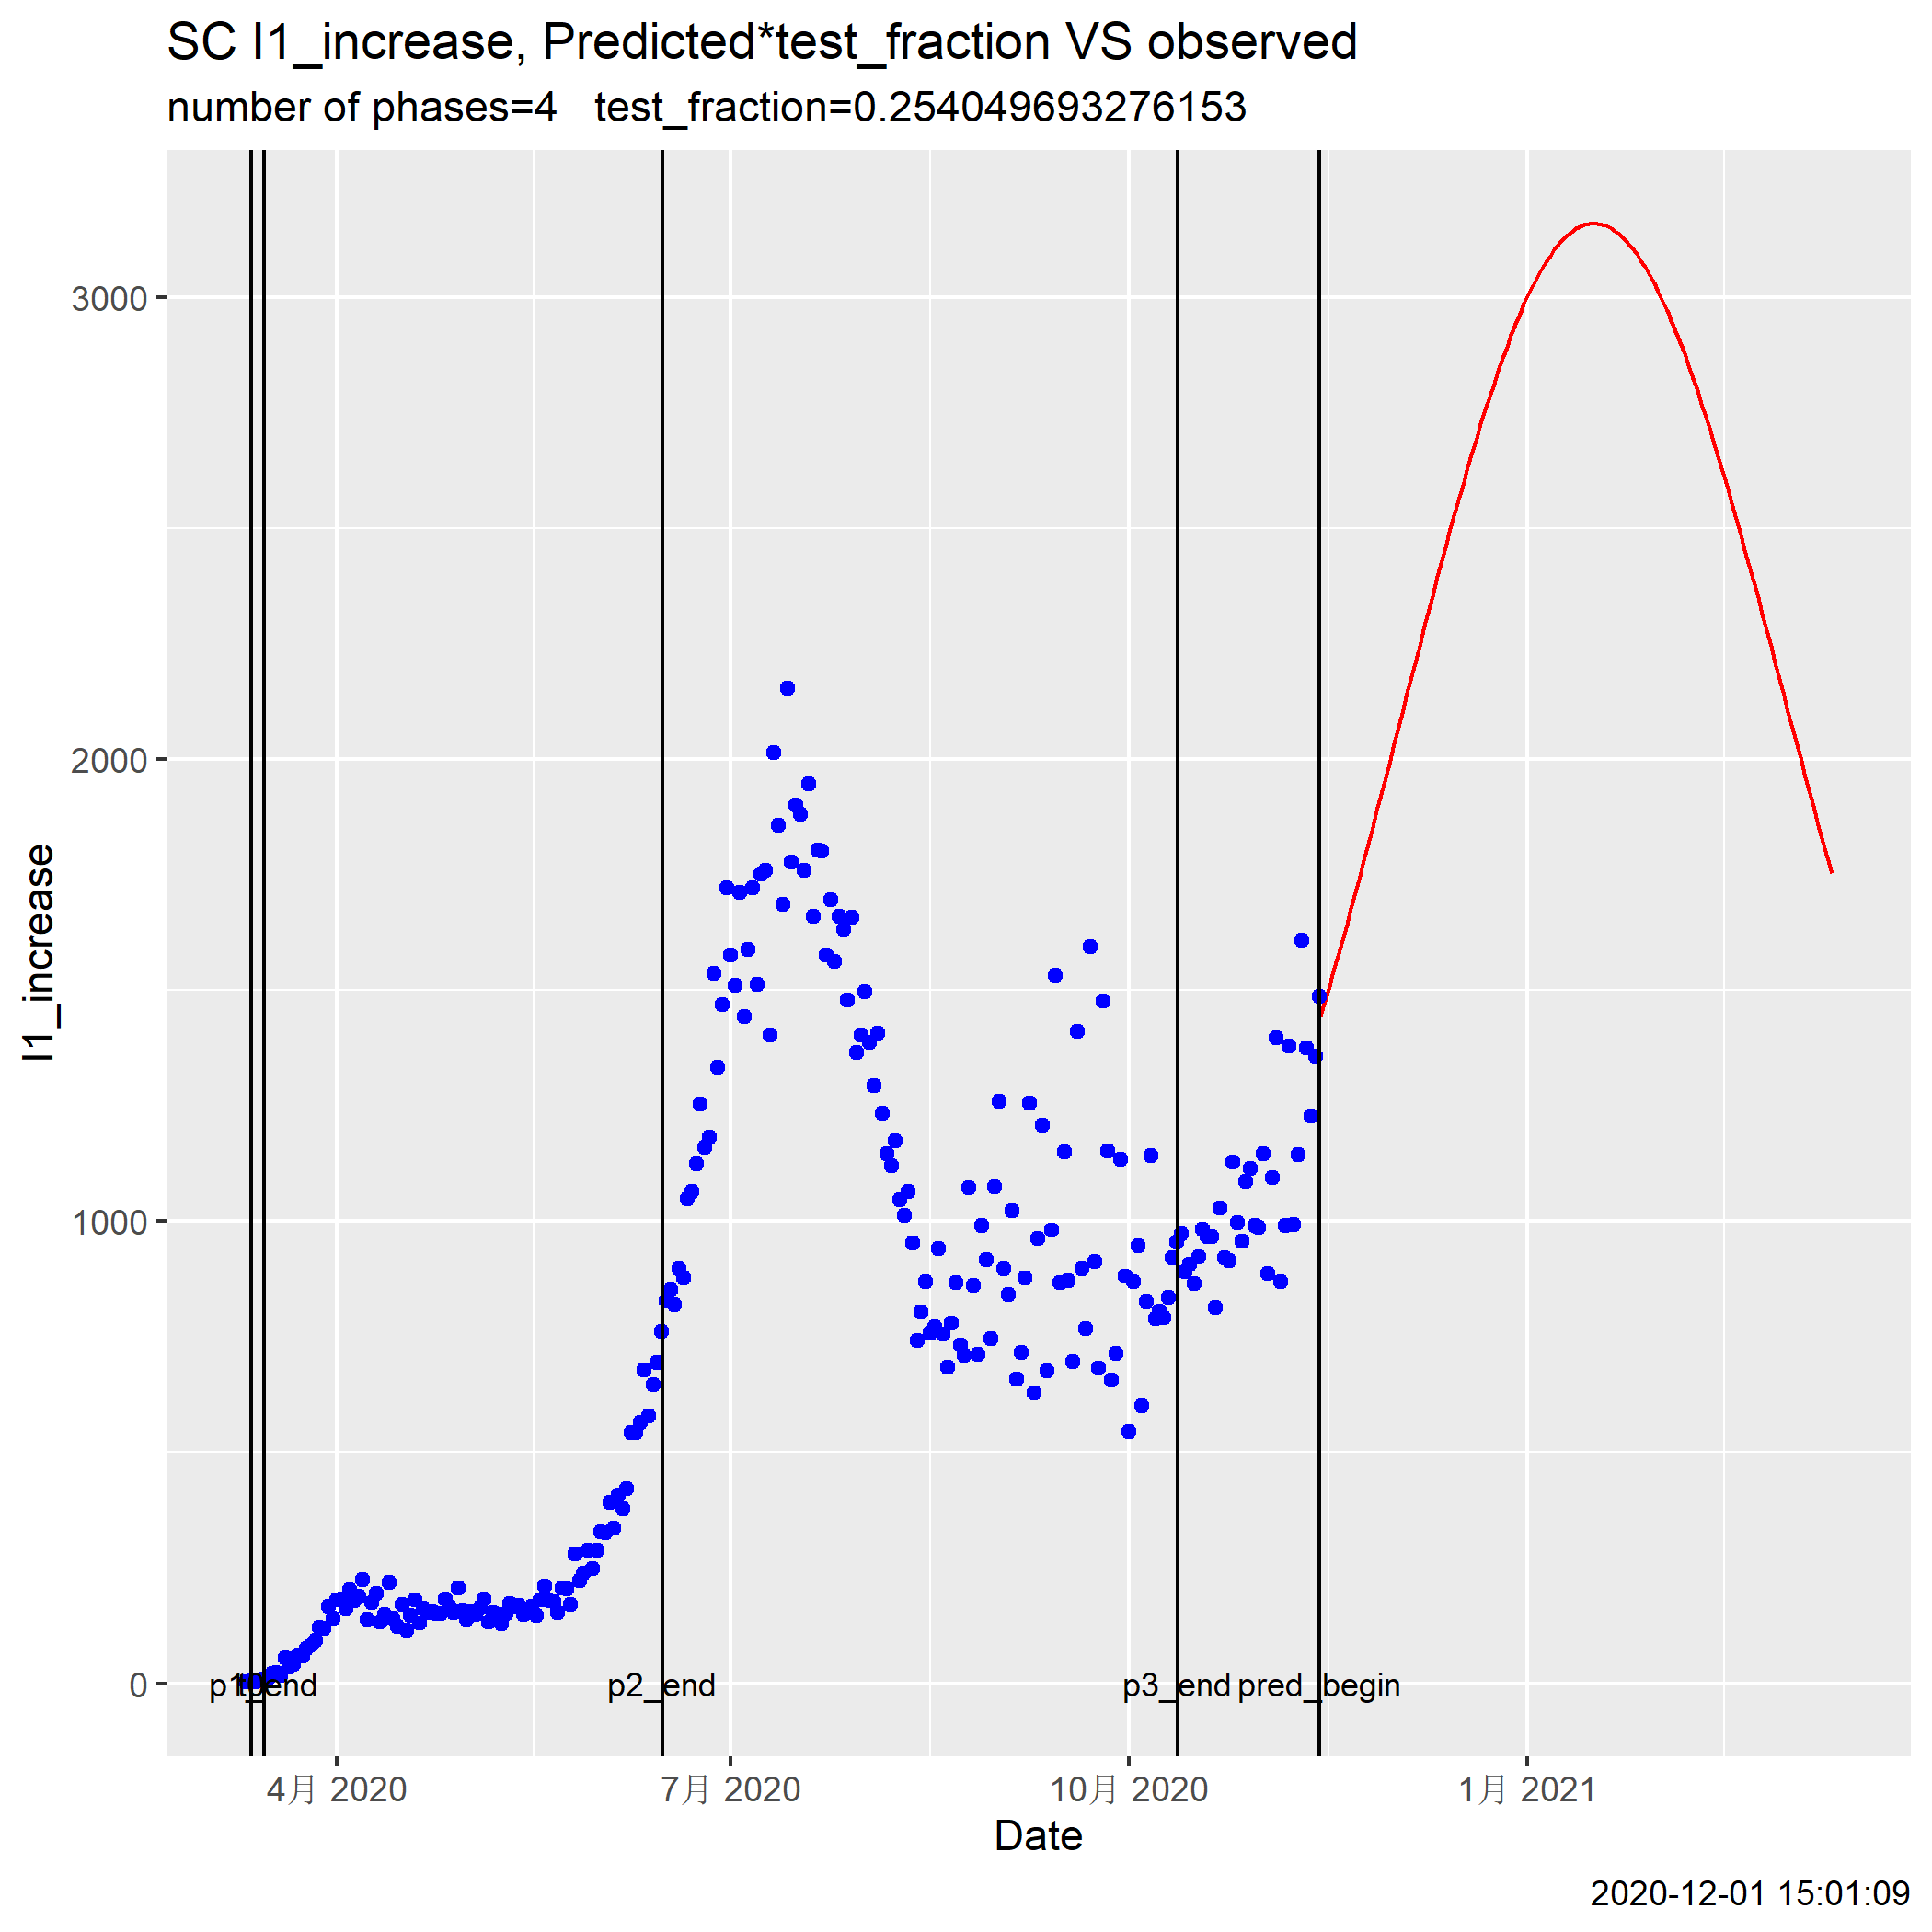 SC I1_increase, Predicted*test_fraction VS observed
number of phases=4 test_fraction=0.254049693276153
I1_increase
3000
2000
1000
0
p1_end
p2_end
p3_end
pred_begin
4月 2020
7月 2020
10月 2020
1月 2021
Date
2020-12-01 15:01:09